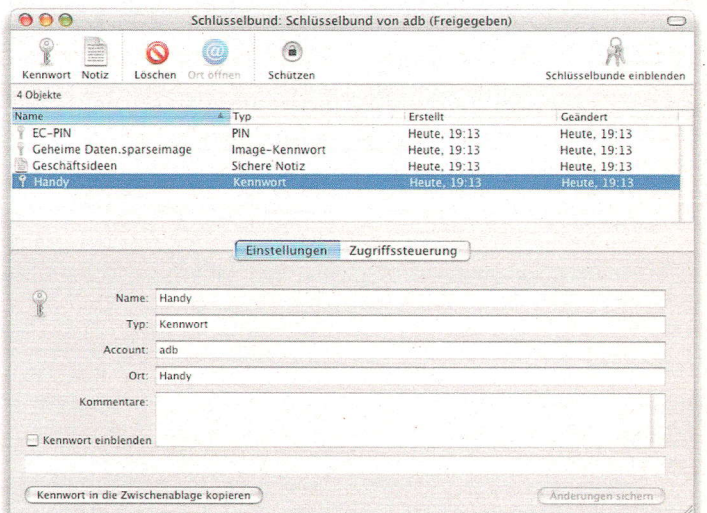 Schlüsselbund: Schlüsselbund von adb (Freigegeben)
Kennwort Notiz Löschen Ort öffnen Schützen Schlüsselbunde einblenden
4 Objekte
Name Typ Erstellt Geändert
EC-PIN PIN Heute, 19:13 Heute, 19:13
Geheime Daten.sparseimage Image-Kennwort Heute, 19:13 Heute, 19:13
Geschäftsideen Sichere Notiz Heute, 19:13 Heute, 19:13
Handy Kennwort Heute, 19:13 Heute, 19:13
Einstellungen Zugriffssteuerung
Name: Handy
Typ: Kennwort
Account: adb
Ort: Handy
Kommentare:
Kennwort einblenden
Kennwort in die Zwischenablage kopieren Änderungen sichern